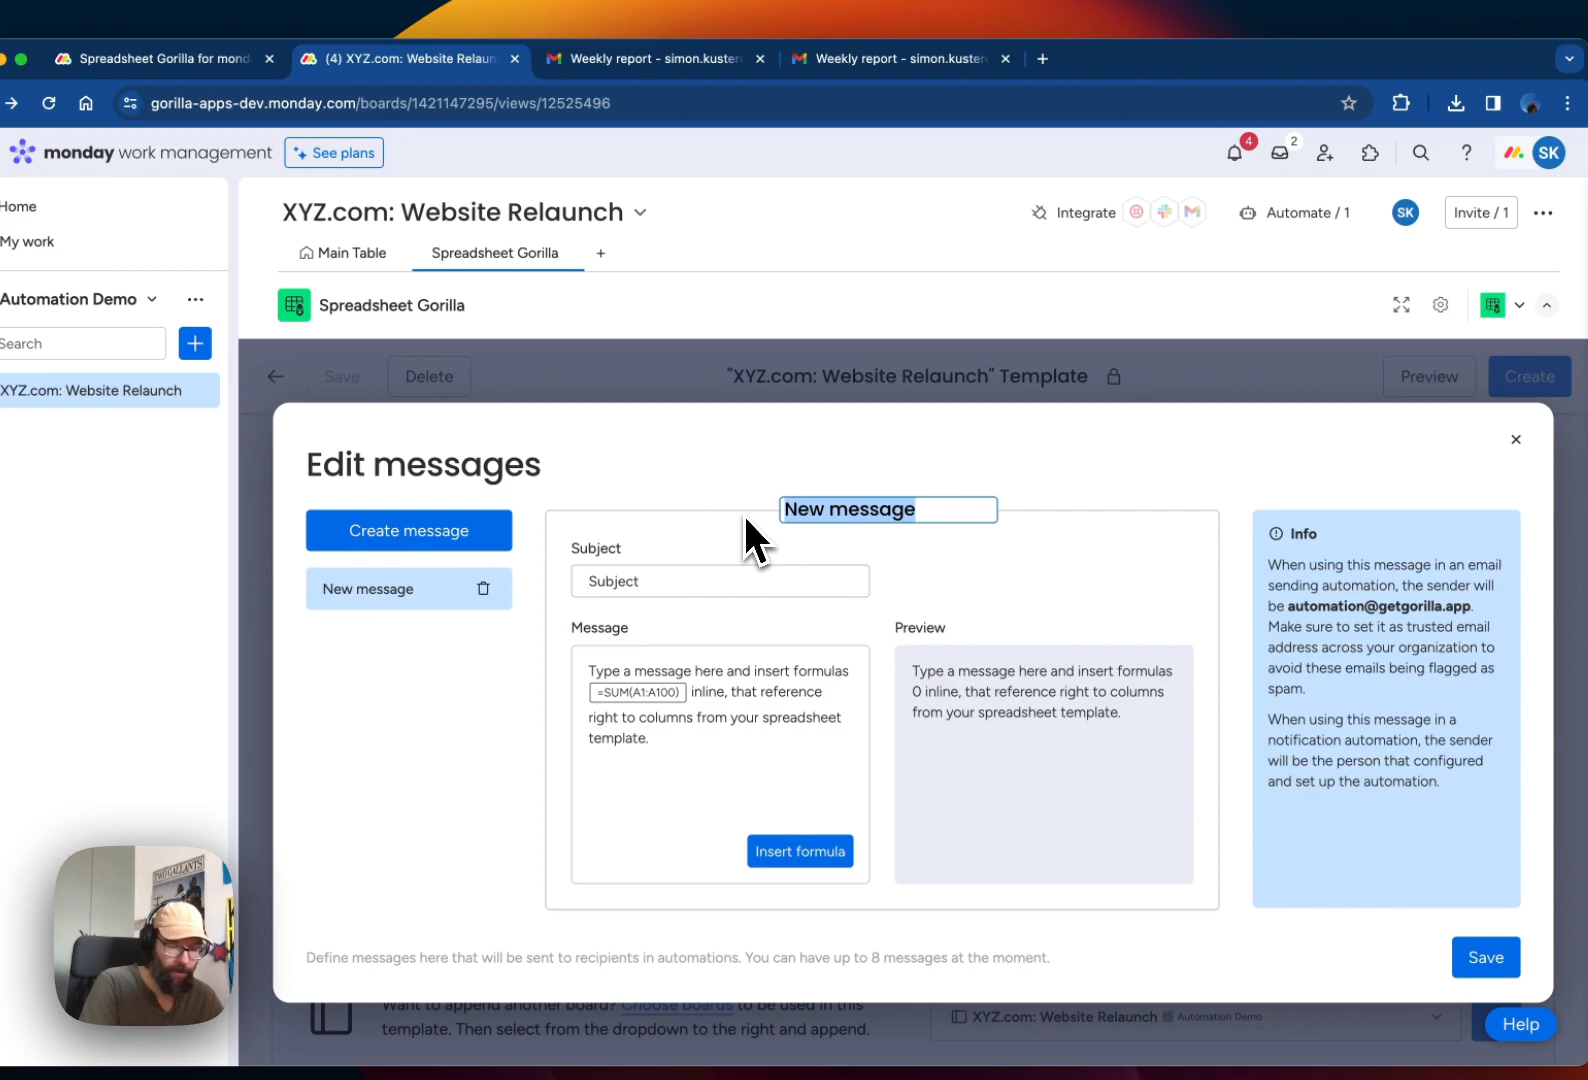 Spreadsheet Gorilla for mond
(4) XYZ.com: Website Relaun
Weekly report - simon.kuster
Weekly report - simon.kuster
gorilla-apps-dev.monday.com/boards/1421147295/views/12525496
monday work management
See plans
4
2
SK
Home
My work
Automation Demo
Search
XYZ.com: Website Relaunch
XYZ.com: Website Relaunch
Integrate
Automate / 1
SK
Invite / 1
Main Table
Spreadsheet Gorilla
Spreadsheet Gorilla
Save
Delete
"XYZ.com: Website Relaunch" Template
Preview
Create
Edit messages
Create message
New message
New message
Subject
Subject
Message
Type a message here and insert formulas
=SUM(A1:A100) inline, that reference
right to columns from your spreadsheet
template.
Insert formula
Preview
Type a message here and insert formulas
0 inline, that reference right to columns
from your spreadsheet template.
Info
When using this message in an email
sending automation, the sender will
be automation@getgorilla.app.
Make sure to set it as trusted email
address across your organization to
avoid these emails being flagged as
spam.
When using this message in a
notification automation, the sender
will be the person that configured
and set up the automation.
Define messages here that will be sent to recipients in automations. You can have up to 8 messages at the moment.
Save
Want to append another board? Choose boards to be used in this
template. Then select from the dropdown to the right and append.
XYZ.com: Website Relaunch Automation Demo
Help
TWO GALLANTS